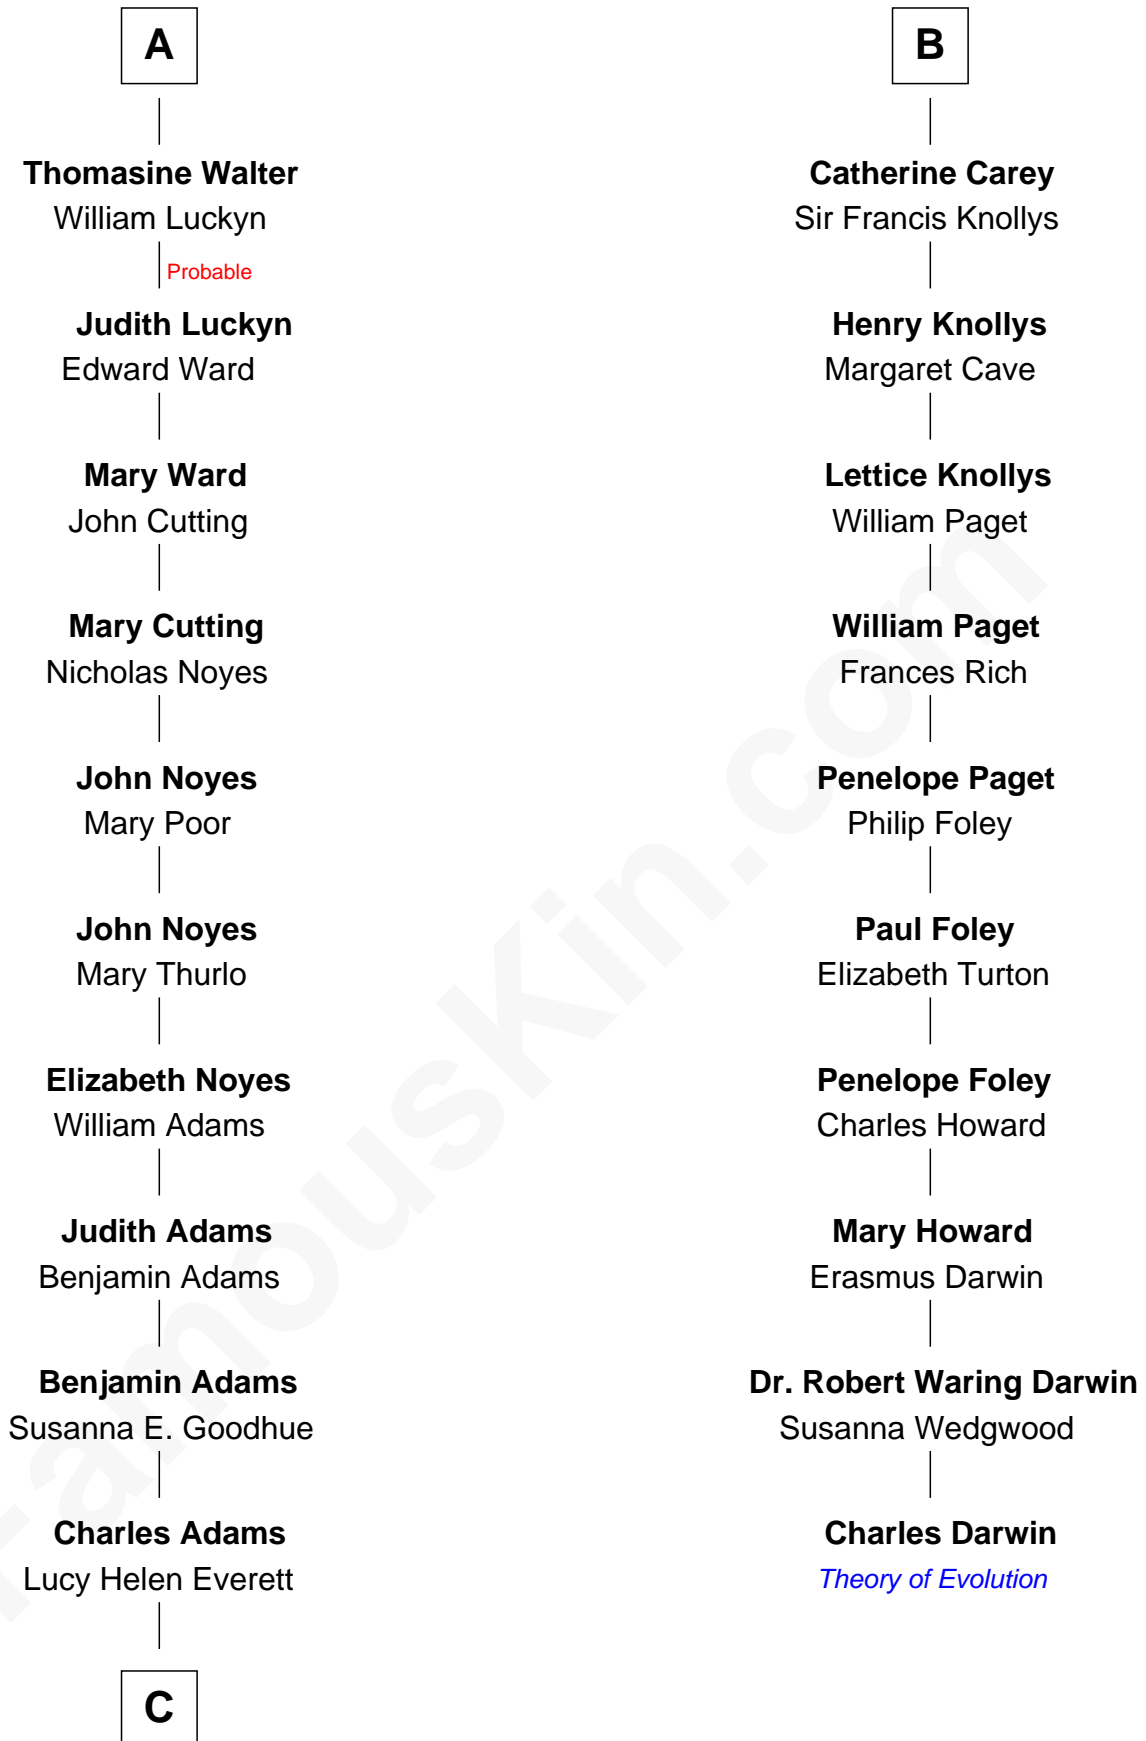 A
Thomasine Walter
William Luckyn
Probable
Judith Luckyn
Edward Ward
Mary Ward
John Cutting
Mary Cutting
Nicholas Noyes
John Noyes
Mary Poor
John Noyes
Mary Thurlo
Elizabeth Noyes
William Adams
Judith Adams
Benjamin Adams
Benjamin Adams
Susanna E. Goodhue
Charles Adams
Lucy Helen Everett
C
B
Catherine Carey
Sir Francis Knollys
Henry Knollys
Margaret Cave
Lettice Knollys
William Paget
William Paget
Frances Rich
Penelope Paget
Philip Foley
Paul Foley
Elizabeth Turton
Penelope Foley
Charles Howard
Mary Howard
Erasmus Darwin
Dr. Robert Waring Darwin
Susanna Wedgwood
Charles Darwin
Theory of Evolution
FamousKin.com